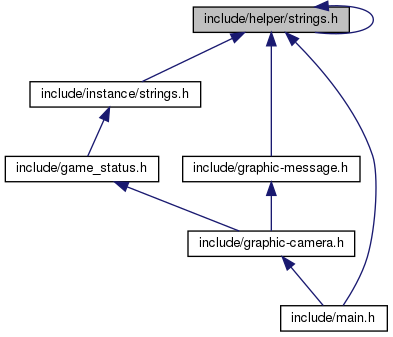 include/helper/strings.h
include/instance/strings.h
include/game_status.h
include/graphic-message.h
include/graphic-camera.h
include/main.h